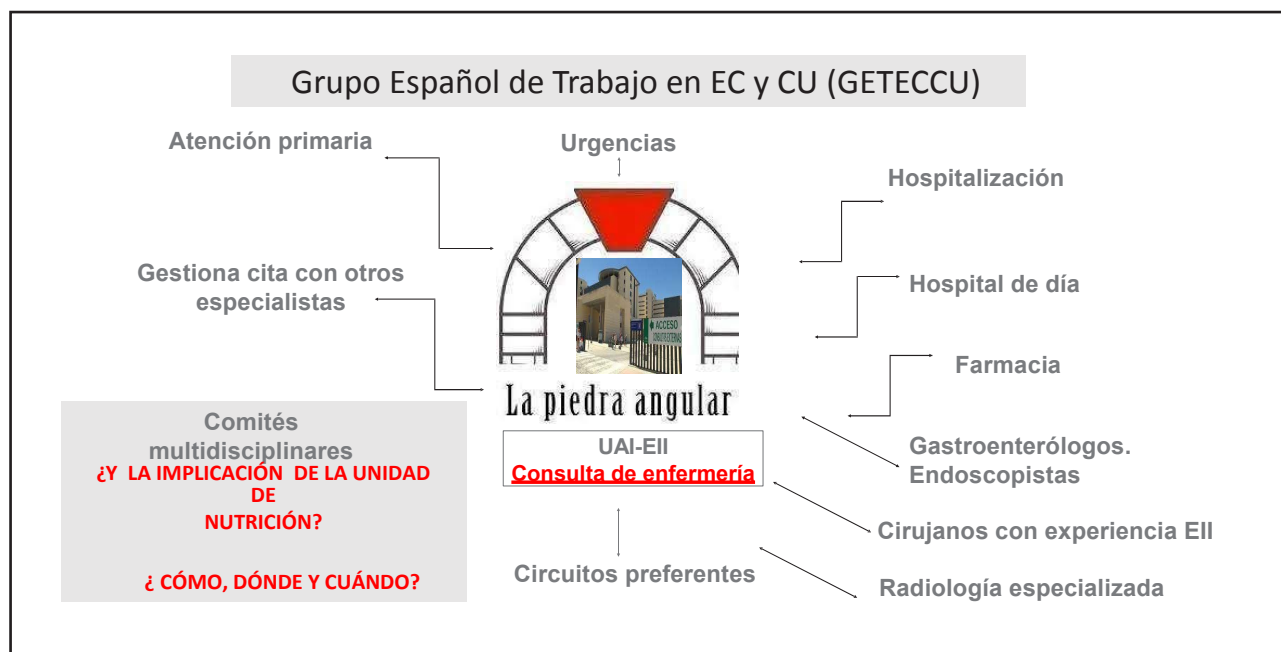 Grupo Español de Trabajo en EC y CU (GETECCU)
Atención primaria
Urgencias
Hospitalización
Gestiona cita con otros
especialistas
Hospital de día
Farmacia
ACCESO
La piedra angular
Comités
multidisciplinares
¿Y LA IMPLICACIÓN DE LA UNIDAD
DE
NUTRICIÓN?
¿ CÓMO, DÓNDE Y CUÁNDO?
UAI-EII
Consulta de enfermería
Gastroenterólogos.
Endoscopistas
Cirujanos con experiencia EII
Circuitos preferentes
Radiología especializada